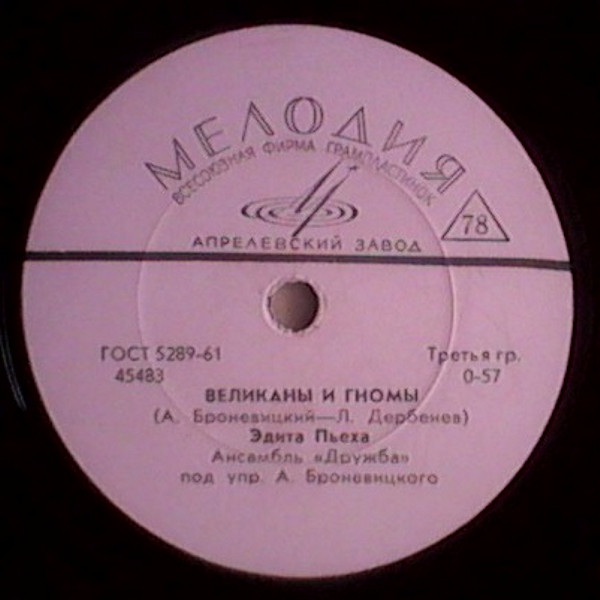 МЕЛОДИЯ
ВСЕСОЮЗНАЯ ФИРМА ГРАМПЛАСТИНОК
78
АПРЕЛЕВСКИЙ ЗАВОД
ГОСТ 5289-61 Третья гр.
45483 0-57
ВЕЛИКАНЫ И ГНОМЫ
(А. Броневицкий—Л. Дербенев)
Эдита Пьеха
Ансамбль «Дружба»
под упр. А. Броневицкого